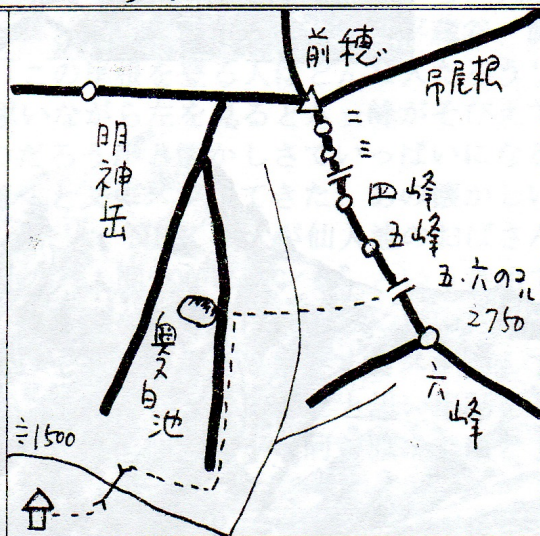 前穂
吊尾根
二
三
明神岳
四峰
五峰
五・六のコル
2750
六峰
奥又白池
≒1500